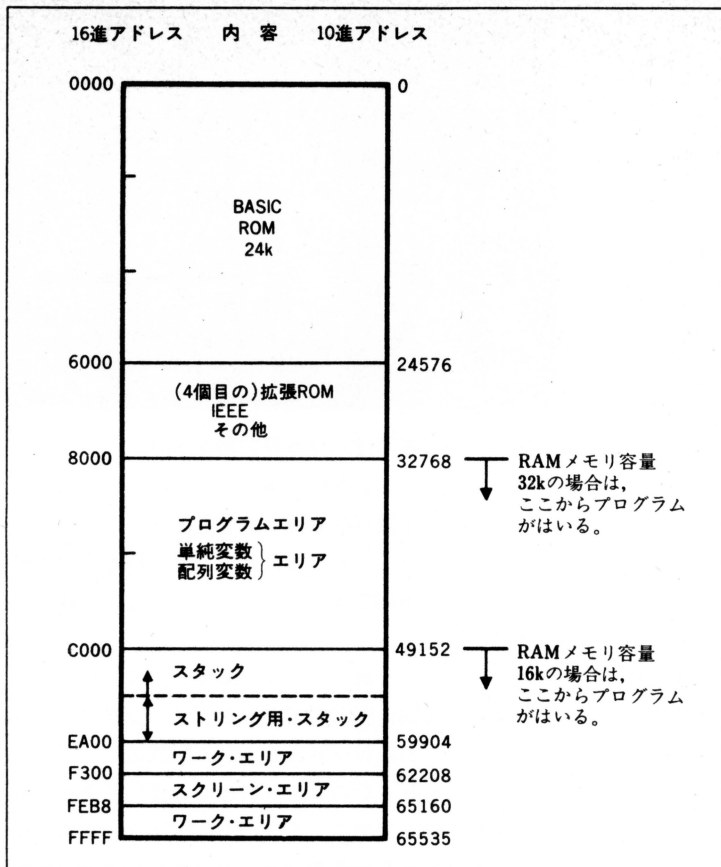 16進アドレス 内 容 10進アドレス
0000 0
BASIC
ROM
24k
6000 24576
(4個目の)拡張ROM
IEEE
その他
8000 32768
RAMメモリ容量
32kの場合は,
ここからプログラム
がはいる。
プログラムエリア
単純変数
配列変数 } エリア
C000 49152
RAMメモリ容量
16kの場合は,
ここからプログラム
がはいる。
スタック
ストリング用・スタック
EA00 59904
ワーク・エリア
F300 62208
スクリーン・エリア
FEB8 65160
ワーク・エリア
FFFF 65535